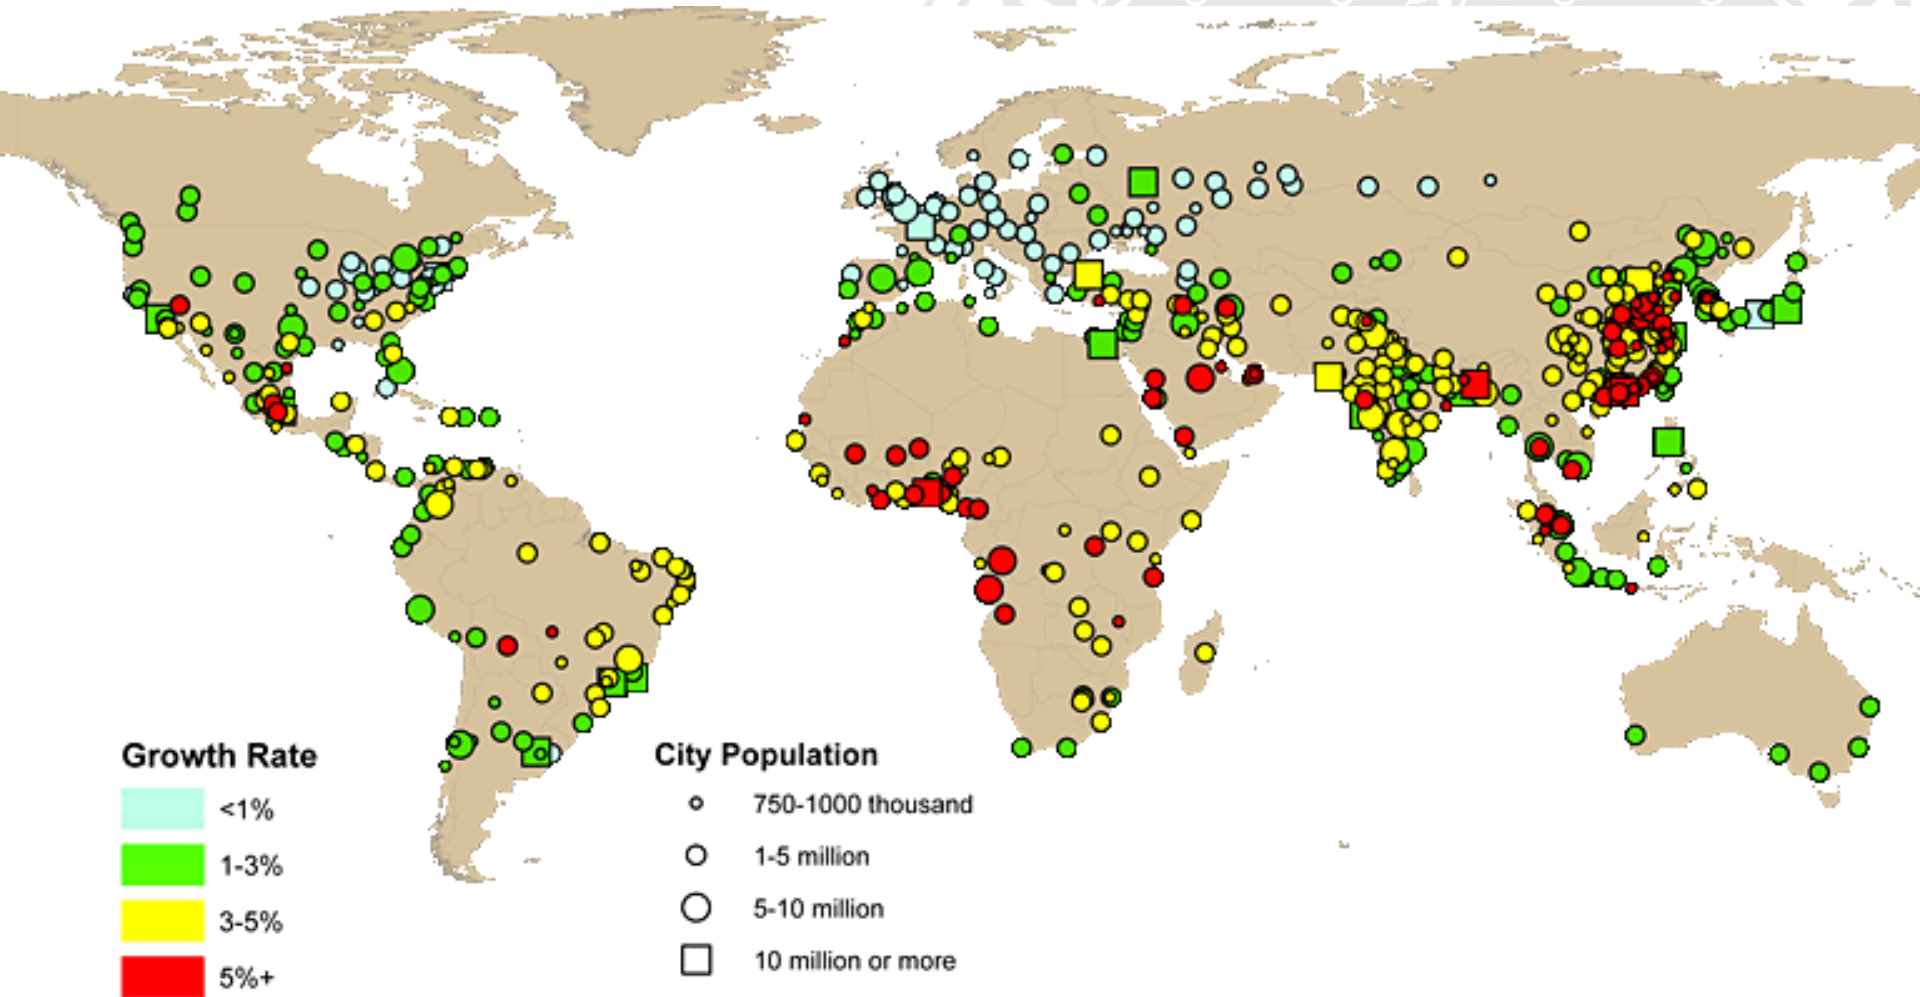 Growth Rate
<1%
1-3%
3-5%
5%+
City Population
750-1000 thousand
1-5 million
5-10 million
10 million or more